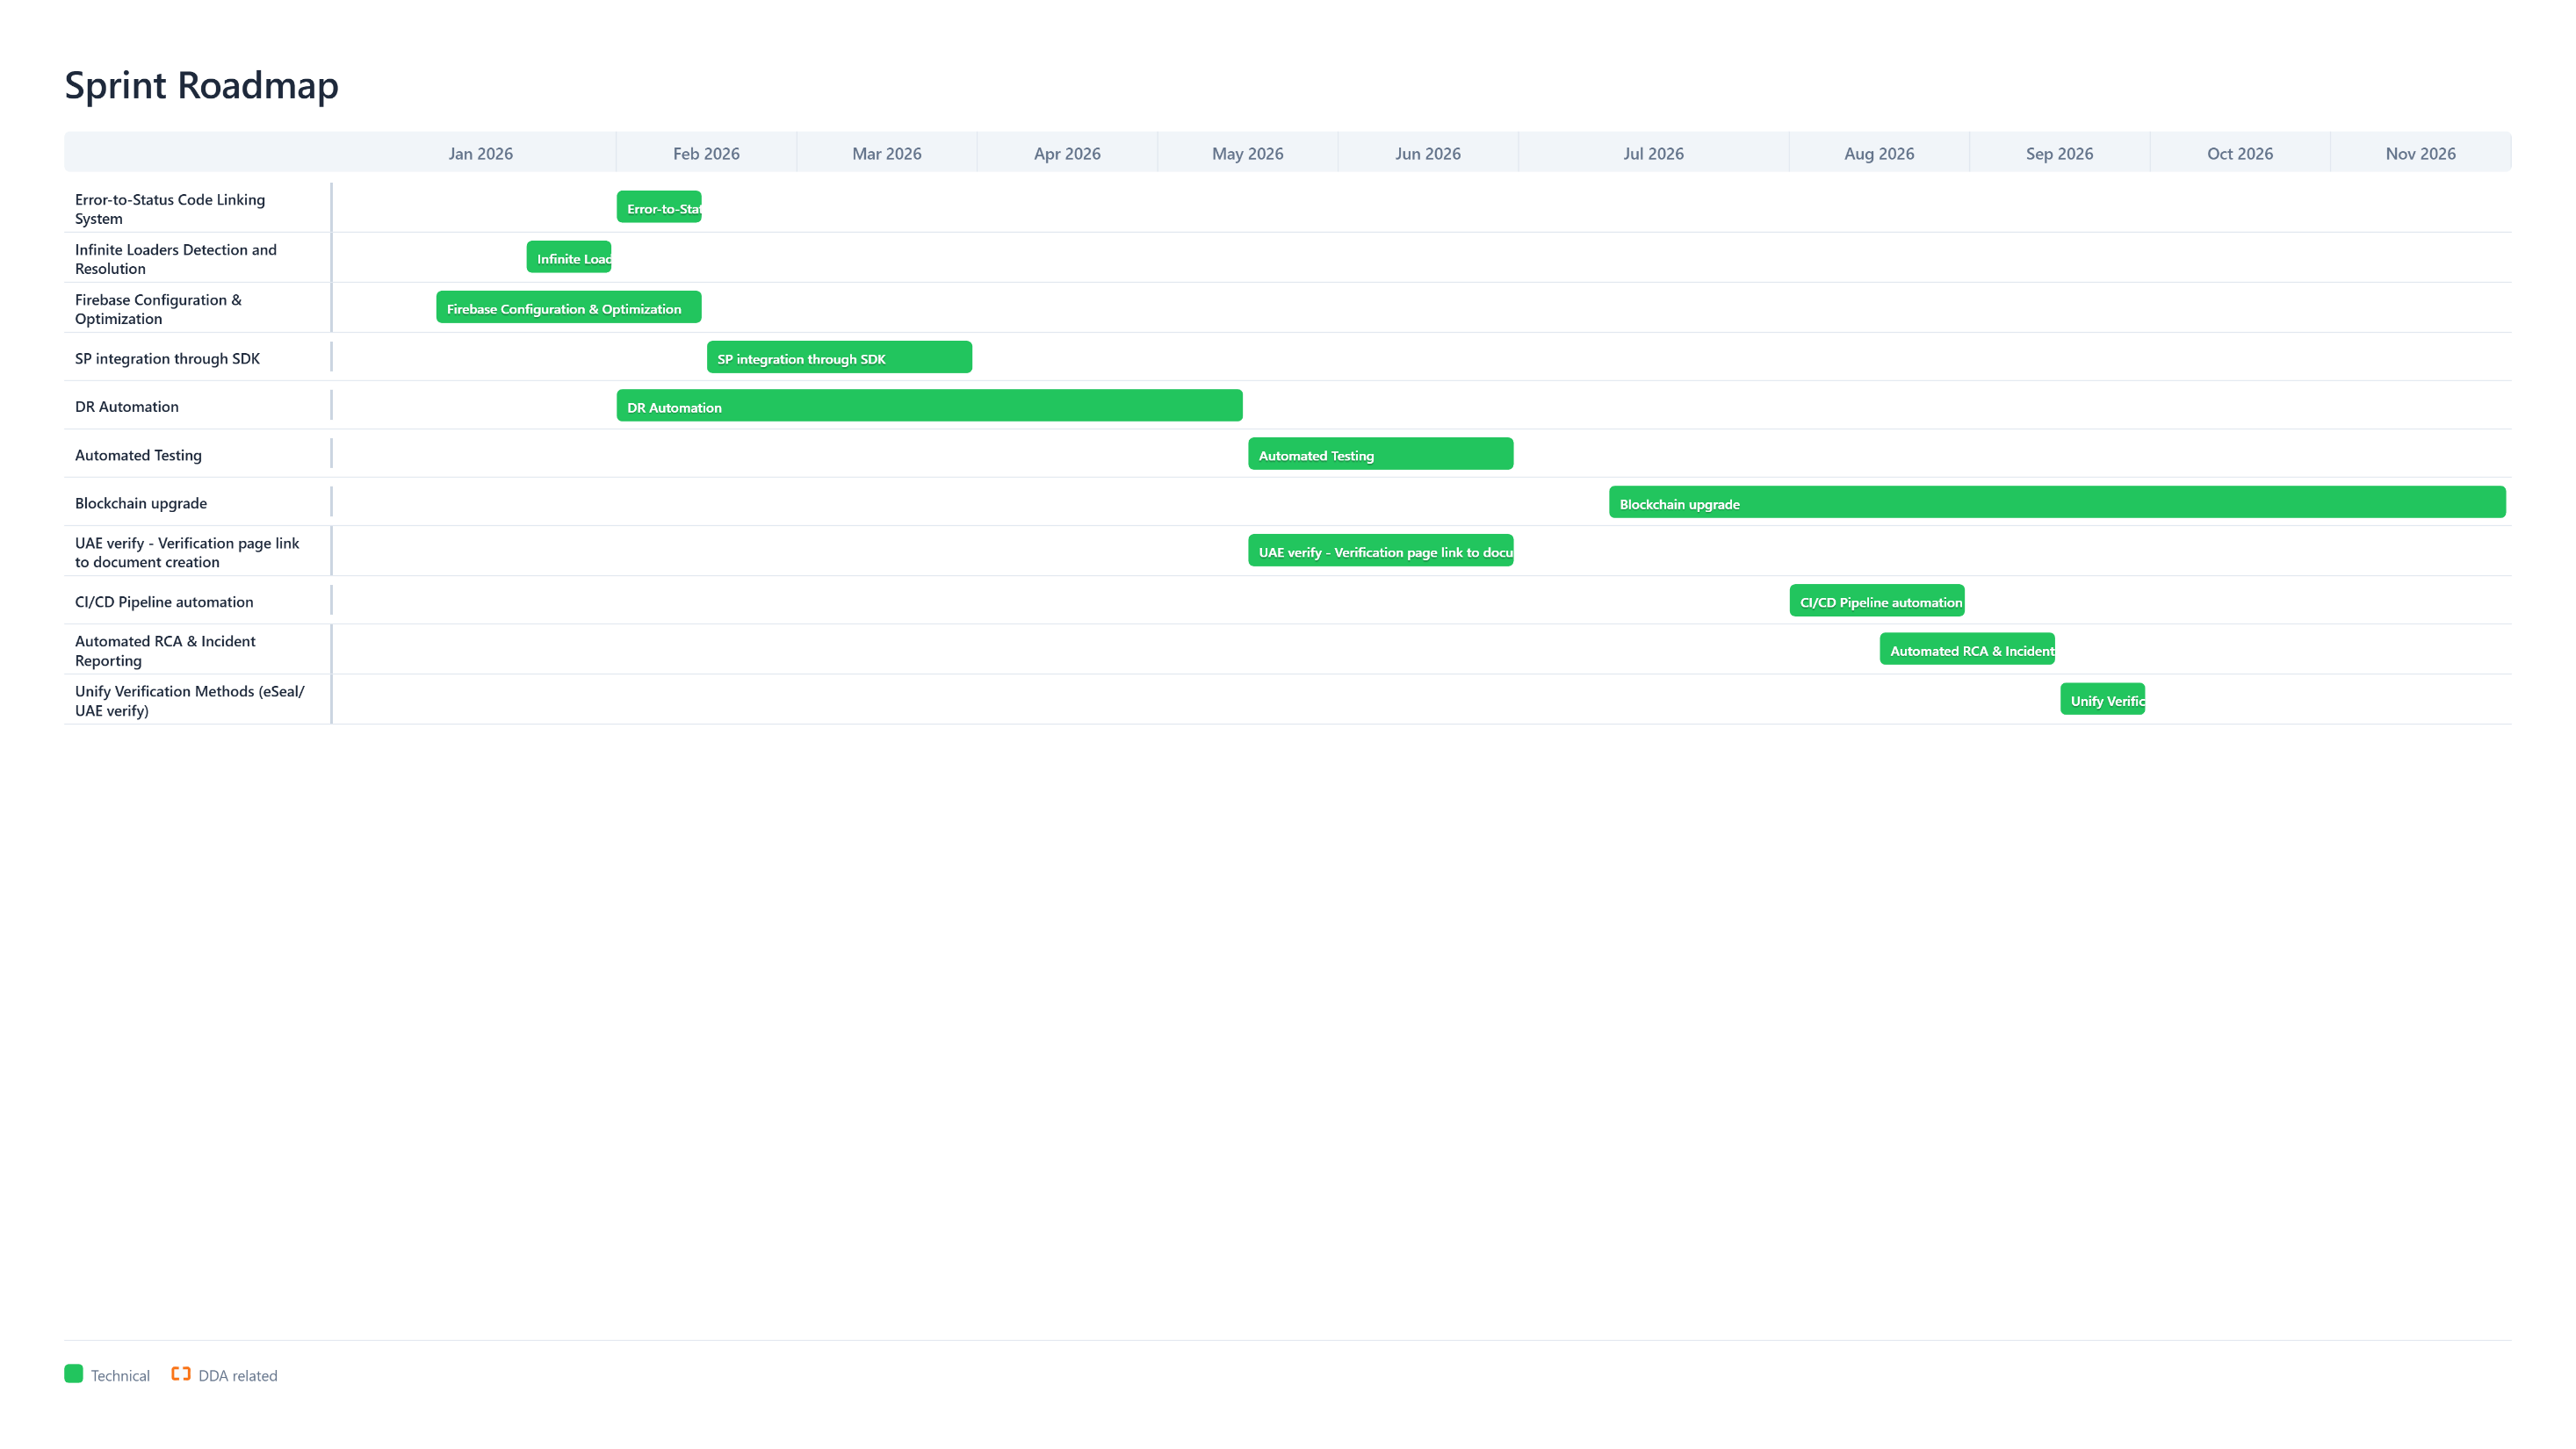 Sprint Roadmap
Jan 2026 Feb 2026 Mar 2026 Apr 2026 May 2026 Jun 2026 Jul 2026 Aug 2026 Sep 2026 Oct 2026 Nov 2026
Error-to-Status Code Linking
System
Error-to-Stat
Infinite Loaders Detection and
Resolution
Infinite Load
Firebase Configuration &
Optimization
Firebase Configuration & Optimization
SP integration through SDK
SP integration through SDK
DR Automation
DR Automation
Automated Testing
Automated Testing
Blockchain upgrade
Blockchain upgrade
UAE verify - Verification page link
to document creation
UAE verify - Verification page link to docu
CI/CD Pipeline automation
CI/CD Pipeline automation
Automated RCA & Incident
Reporting
Automated RCA & Incident
Unify Verification Methods (eSeal/
UAE verify)
Unify Verific
Technical
DDA related